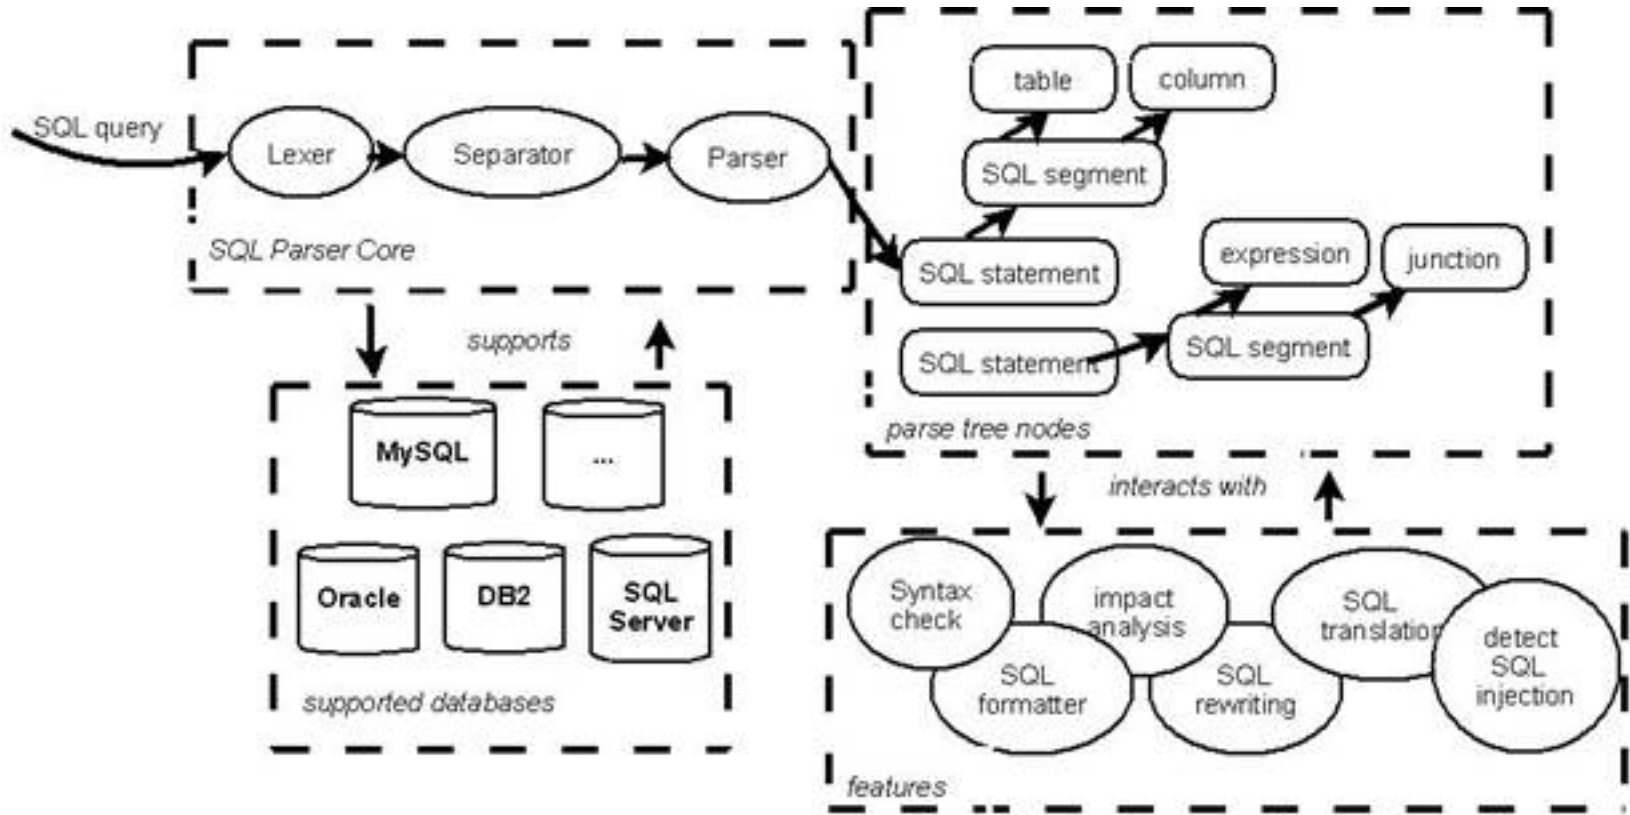 SQL query
Lexer
Separator
Parser
SQL Parser Core
table
column
SQL segment
SQL statement
expression
junction
SQL statement
SQL segment
parse tree nodes
supports
MySQL
...
Oracle
DB2
SQL
Server
supported databases
interacts with
Syntax
check
impact
analysis
SQL
translation
detect
SQL
injection
SQL
formatter
SQL
rewriting
features